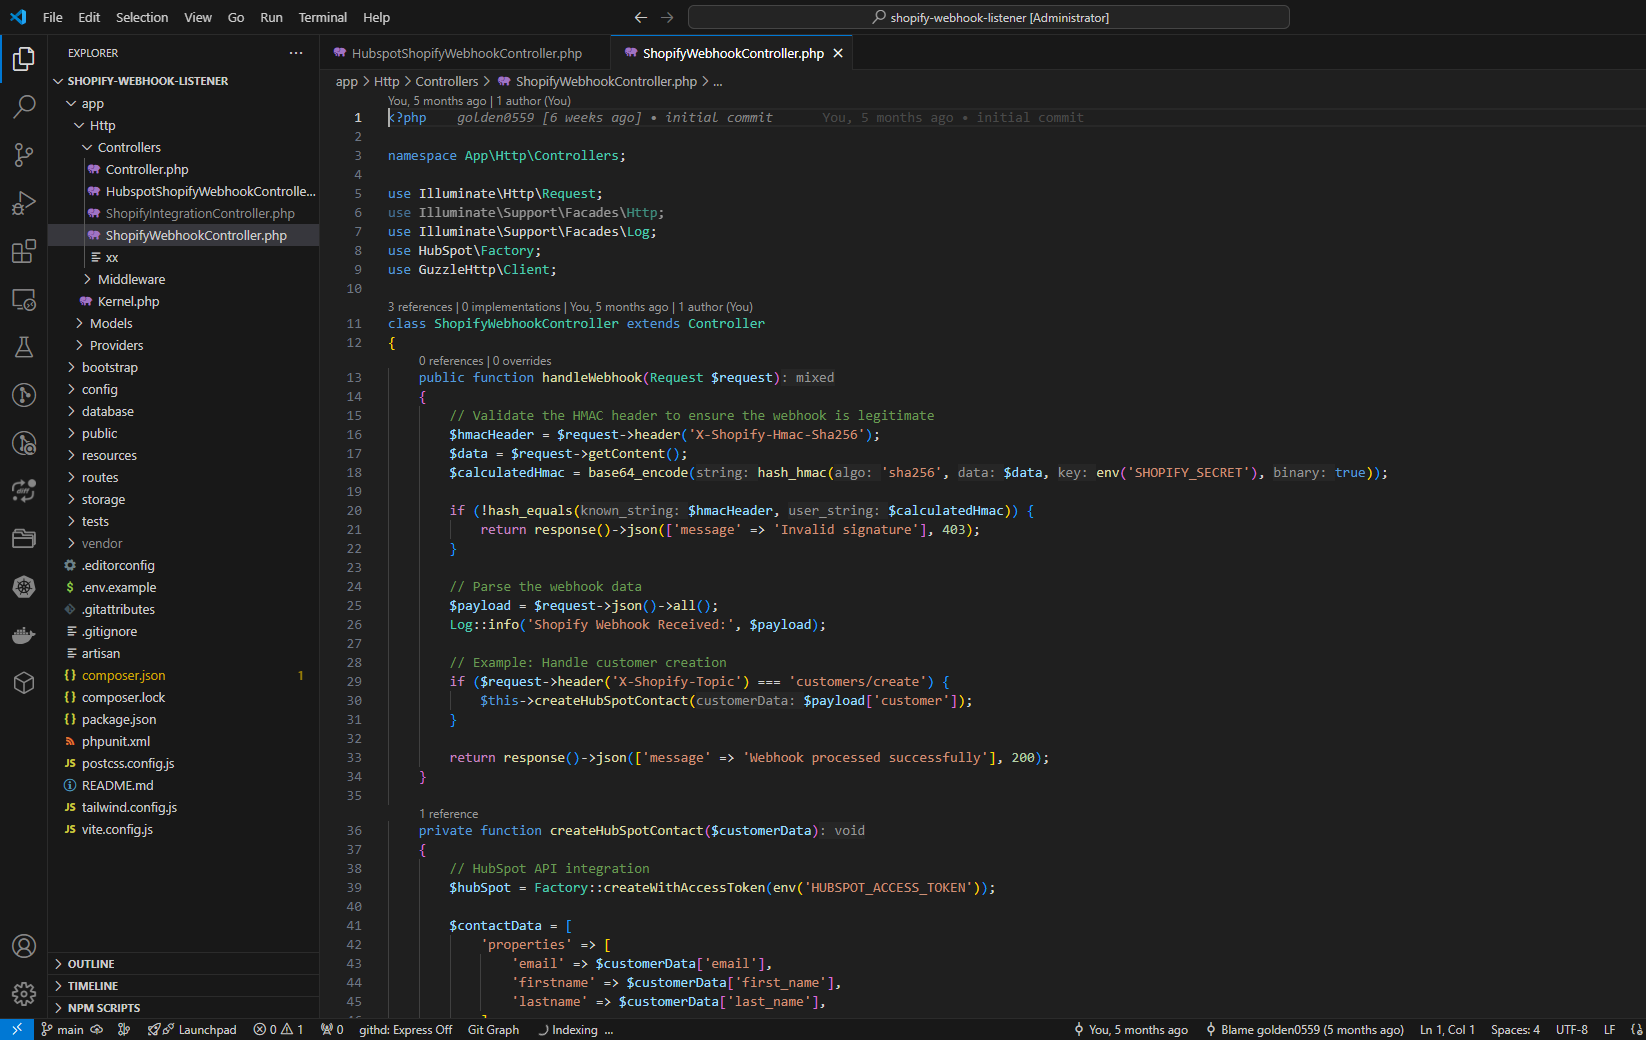 File Edit Selection View Go Run Terminal Help
shopify-webhook-listener [Administrator]
EXPLORER
SHOPIFY-WEBHOOK-LISTENER
app
Http
Controllers
Controller.php
HubspotShopifyWebhookControlle...
ShopifyIntegrationController.php
ShopifyWebhookController.php
xx
Middleware
Kernel.php
Models
Providers
bootstrap
config
database
public
resources
routes
storage
tests
vendor
.editorconfig
.env.example
.gitattributes
.gitignore
artisan
composer.json 1
composer.lock
package.json
phpunit.xml
postcss.config.js
README.md
tailwind.config.js
vite.config.js
OUTLINE
TIMELINE
NPM SCRIPTS
HubspotShopifyWebhookController.php
ShopifyWebhookController.php
app > Http > Controllers > ShopifyWebhookController.php > ...
You, 5 months ago | 1 author (You)
1 <?php golden0559 [6 weeks ago] • initial commit You, 5 months ago • initial commit
2
3 namespace App\Http\Controllers;
4
5 use Illuminate\Http\Request;
6 use Illuminate\Support\Facades\Http;
7 use Illuminate\Support\Facades\Log;
8 use HubSpot\Factory;
9 use GuzzleHttp\Client;
10
3 references | 0 implementations | You, 5 months ago | 1 author (You)
11 class ShopifyWebhookController extends Controller
12 {
0 references | 0 overrides
13 public function handleWebhook(Request $request): mixed
14 {
15 // Validate the HMAC header to ensure the webhook is legitimate
16 $hmacHeader = $request->header('X-Shopify-Hmac-Sha256');
17 $data = $request->getContent();
18 $calculatedHmac = base64_encode(string: hash_hmac(algo: 'sha256', data: $data, key: env('SHOPIFY_SECRET'), binary: true));
19
20 if (!hash_equals(known_string: $hmacHeader, user_string: $calculatedHmac)) {
21 return response()->json(['message' => 'Invalid signature'], 403);
22 }
23
24 // Parse the webhook data
25 $payload = $request->json()->all();
26 Log::info('Shopify Webhook Received:', $payload);
27
28 // Example: Handle customer creation
29 if ($request->header('X-Shopify-Topic') === 'customers/create') {
30 $this->createHubSpotContact(customerData: $payload['customer']);
31 }
32
33 return response()->json(['message' => 'Webhook processed successfully'], 200);
34 }
35
1 reference
36 private function createHubSpotContact($customerData): void
37 {
38 // HubSpot API integration
39 $hubSpot = Factory::createWithAccessToken(env('HUBSPOT_ACCESS_TOKEN'));
40
41 $contactData = [
42 'properties' => [
43 'email' => $customerData['email'],
44 'firstname' => $customerData['first_name'],
45 'lastname' => $customerData['last_name'],
main Launchpad 0 1 0 githd: Express Off Git Graph Indexing ... You, 5 months ago Blame golden0559 (5 months ago) Ln 1, Col 1 Spaces: 4 UTF-8 LF